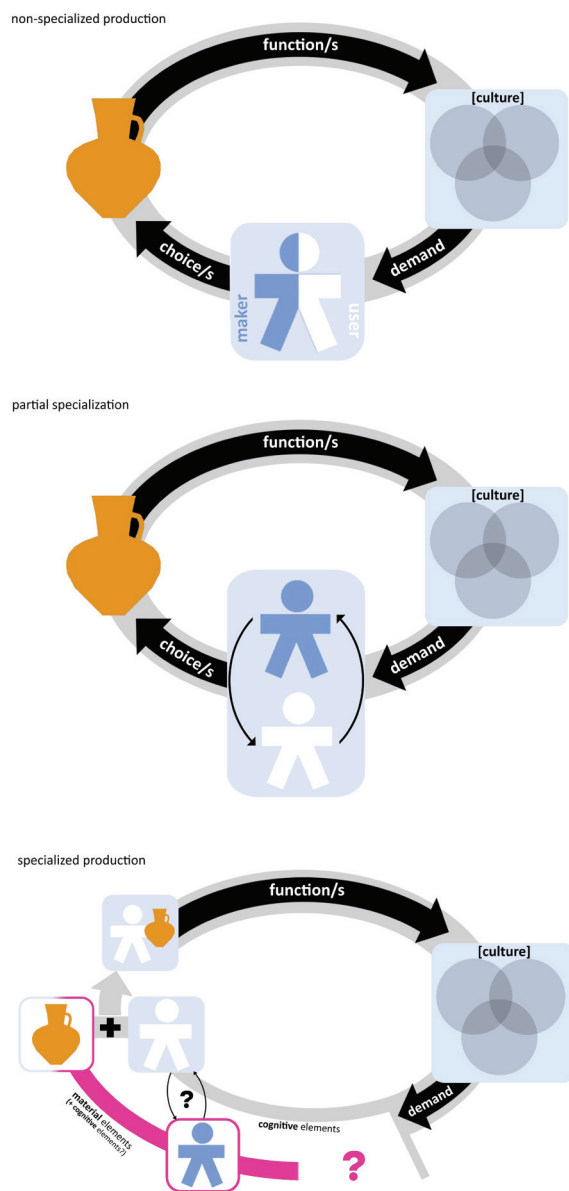 non-specialized production
function/s
[culture]
choice/s
demand
maker
user
partial specialization
function/s
[culture]
choice/s
demand
specialized production
function/s
[culture]
+
?
demand
cognitive elements
material elements
(+ cognitive elements?)
?